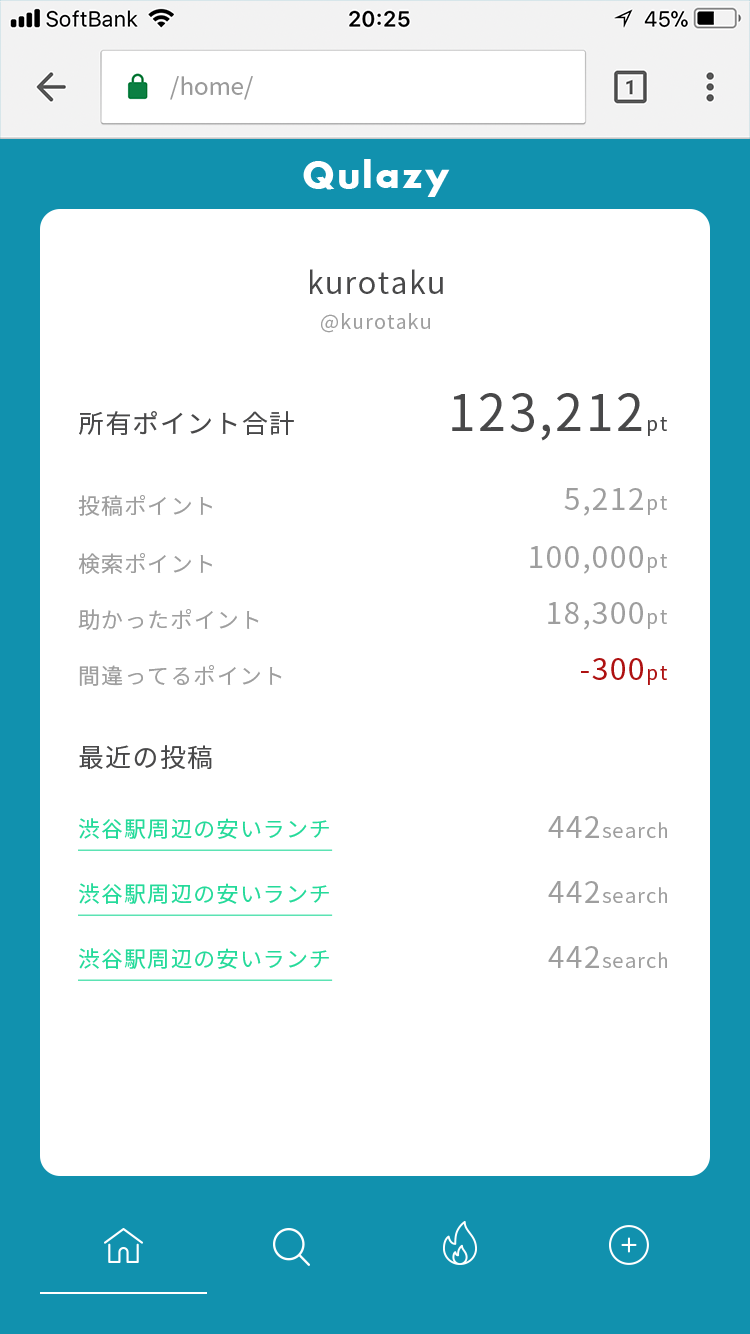 SoftBank 20:25 45%
/home/ 1
Qulazy
kurotaku
@kurotaku
所有ポイント合計 123,212pt
投稿ポイント 5,212pt
検索ポイント 100,000pt
助かったポイント 18,300pt
間違ってるポイント -300pt
最近の投稿
渋谷駅周辺の安いランチ 442search
渋谷駅周辺の安いランチ 442search
渋谷駅周辺の安いランチ 442search